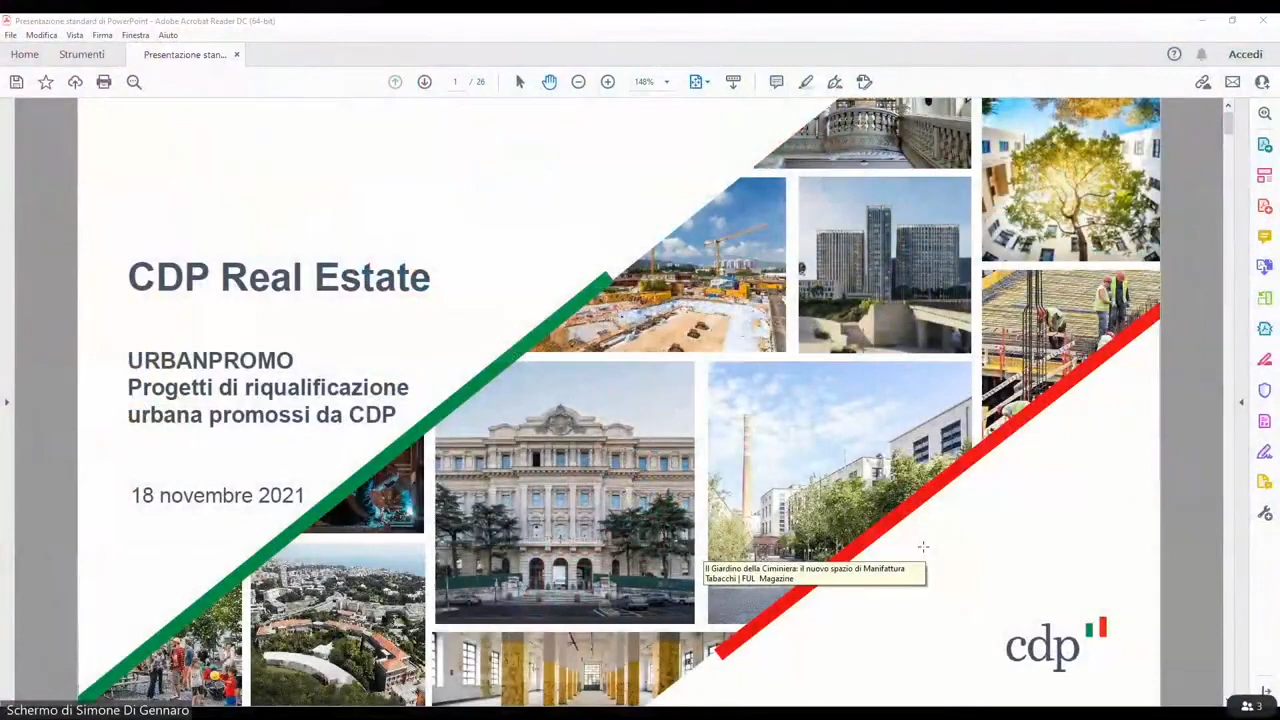 Presentazione standard di PowerPoint - Adobe Acrobat Reader DC (64-bit)
File Modifica Vista Firma Finestra Aiuto
Home Strumenti Presentazione stan... × Accedi
1 / 26 148%
CDP Real Estate
URBANPROMO
Progetti di riqualificazione
urbana promossi da CDP
18 novembre 2021
Il Giardino della Ciminiera: il nuovo spazio di Manifattura
Tabacchi | FUL Magazine
cdp
Schermo di Simone Di Gennaro
3